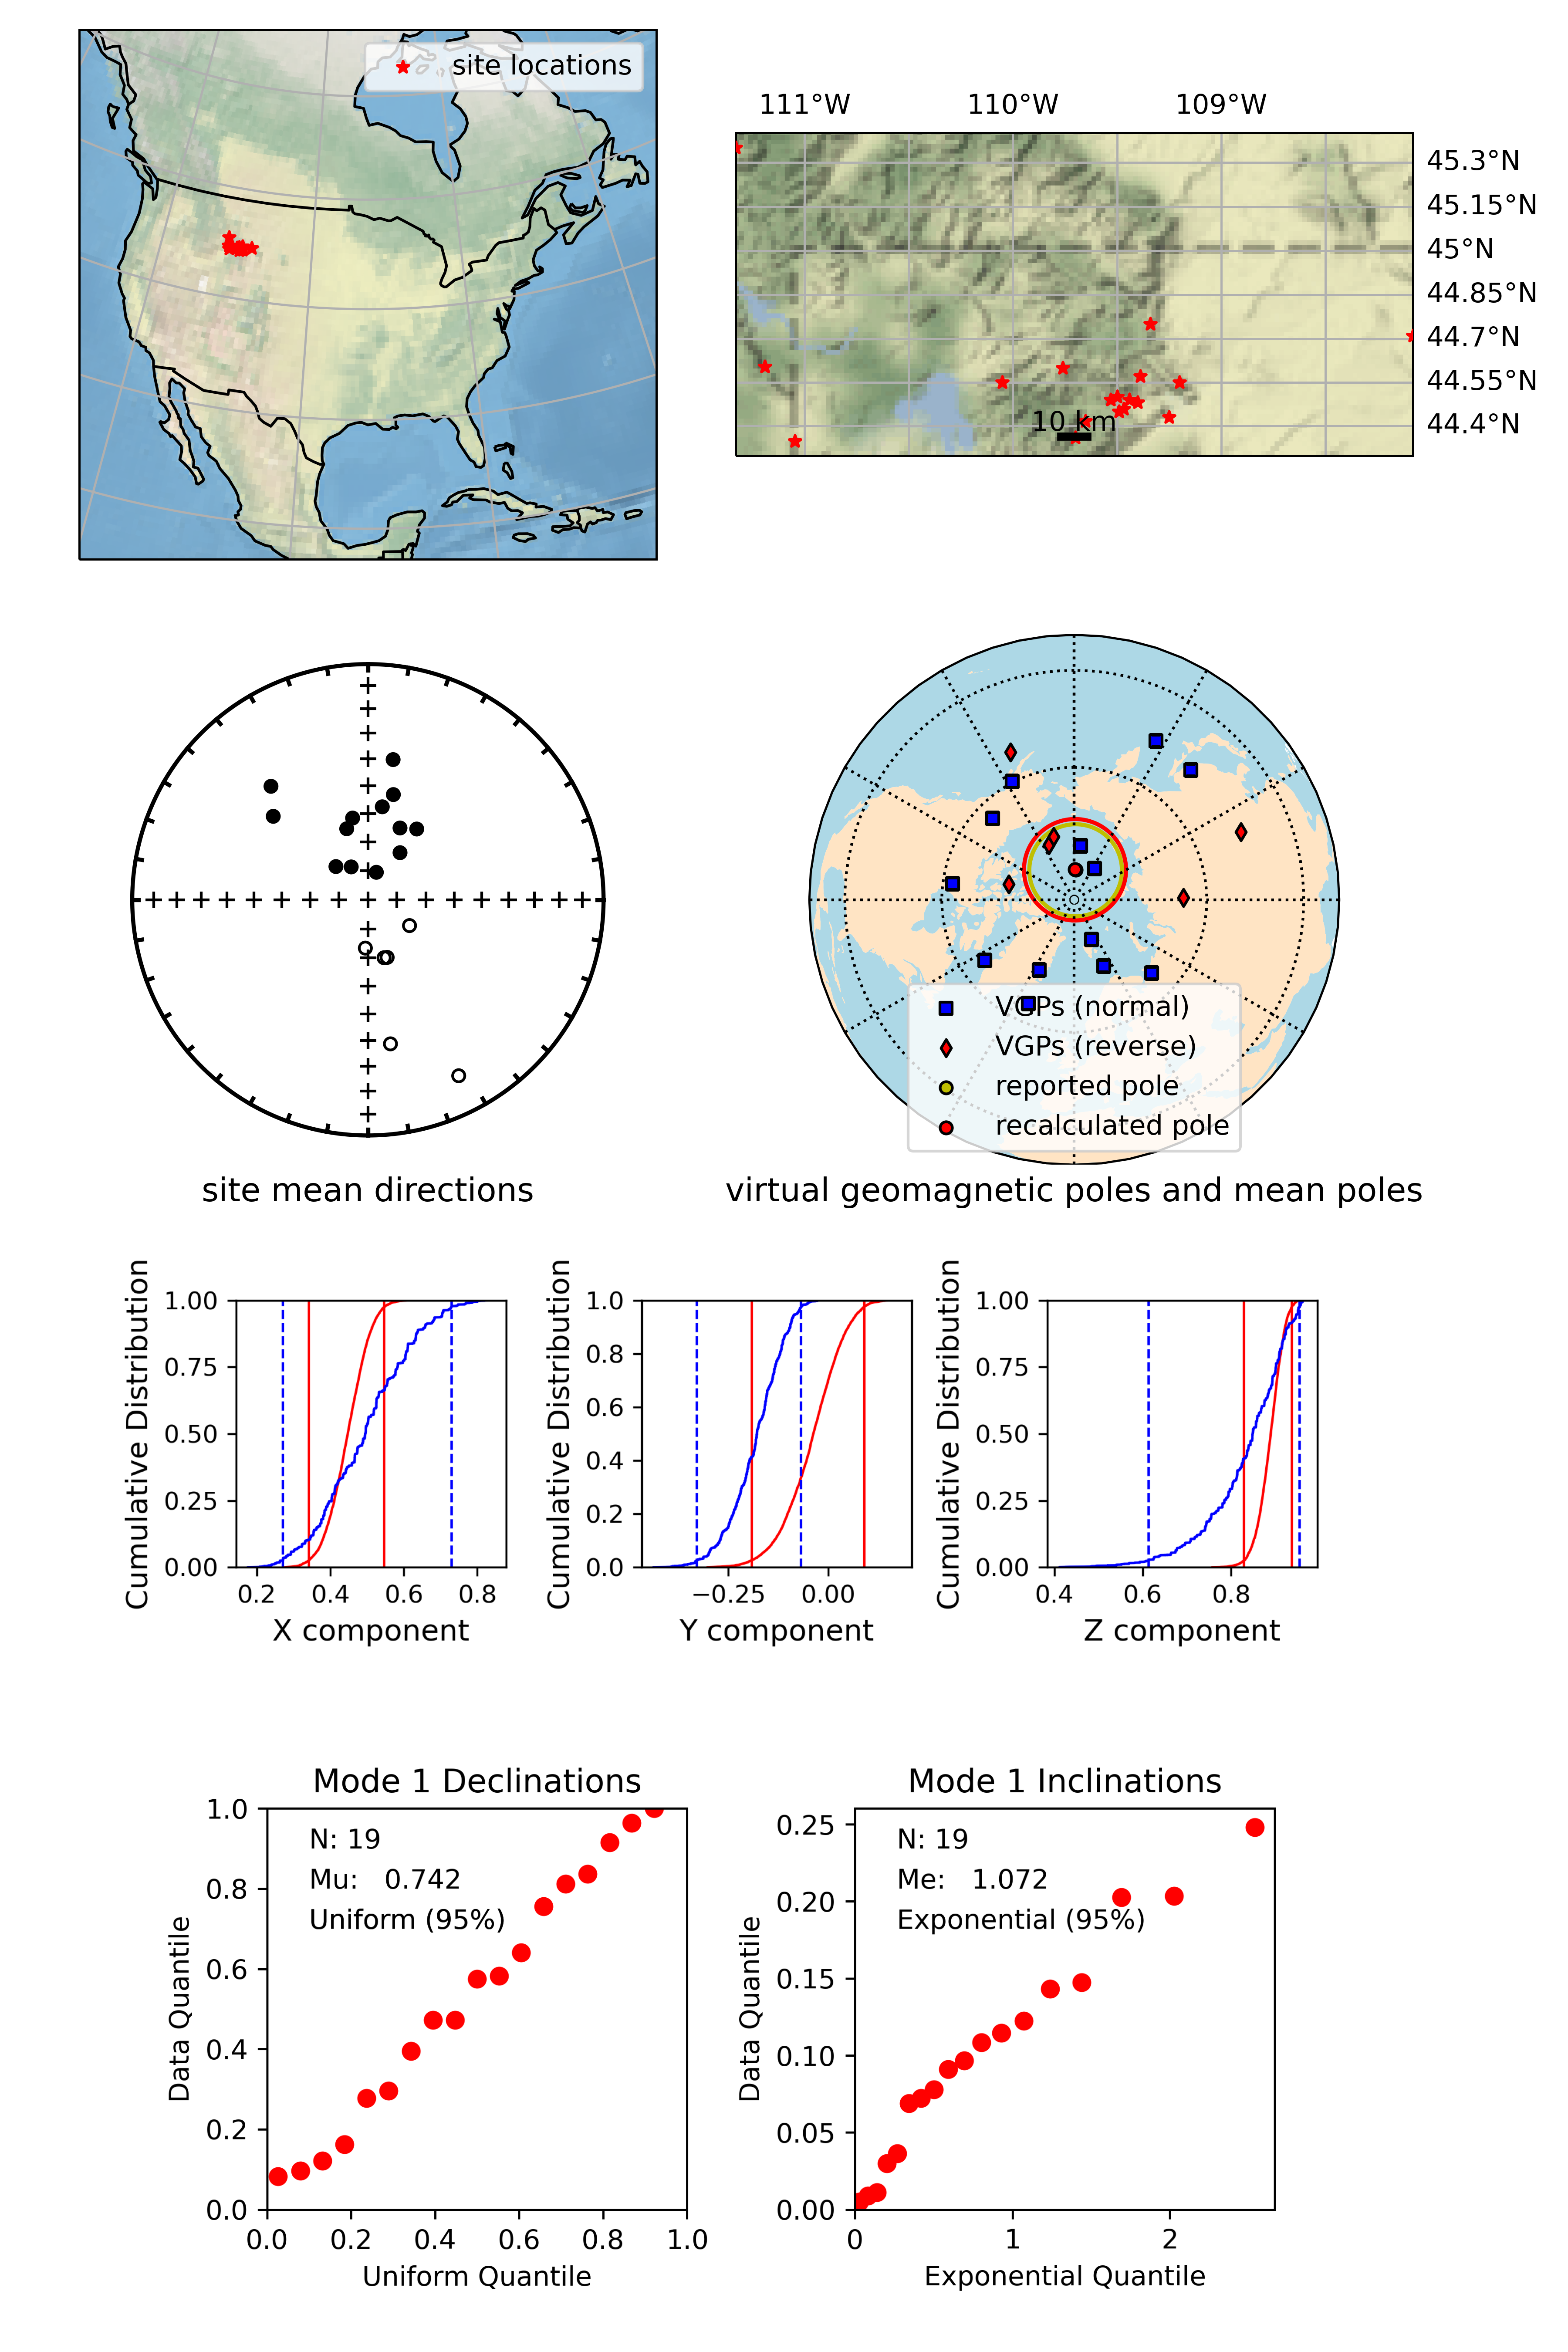 site locations
111°W 110°W 109°W
45.3°N
45.15°N
45°N
44.85°N
44.7°N
44.55°N
44.4°N
10 km
VGPs (normal)
VGPs (reverse)
reported pole
recalculated pole
site mean directions
virtual geomagnetic poles and mean poles
Cumulative Distribution
1.00
0.75
0.50
0.25
0.00
0.2 0.4 0.6 0.8
X component
Cumulative Distribution
1.0
0.8
0.6
0.4
0.2
0.0
−0.25 0.00
Y component
Cumulative Distribution
1.00
0.75
0.50
0.25
0.00
0.4 0.6 0.8
Z component
Mode 1 Declinations
N: 19
Mu: 0.742
Uniform (95%)
Data Quantile
1.0
0.8
0.6
0.4
0.2
0.0
0.0 0.2 0.4 0.6 0.8 1.0
Uniform Quantile
Mode 1 Inclinations
N: 19
Me: 1.072
Exponential (95%)
Data Quantile
0.25
0.20
0.15
0.10
0.05
0.00
0 1 2
Exponential Quantile